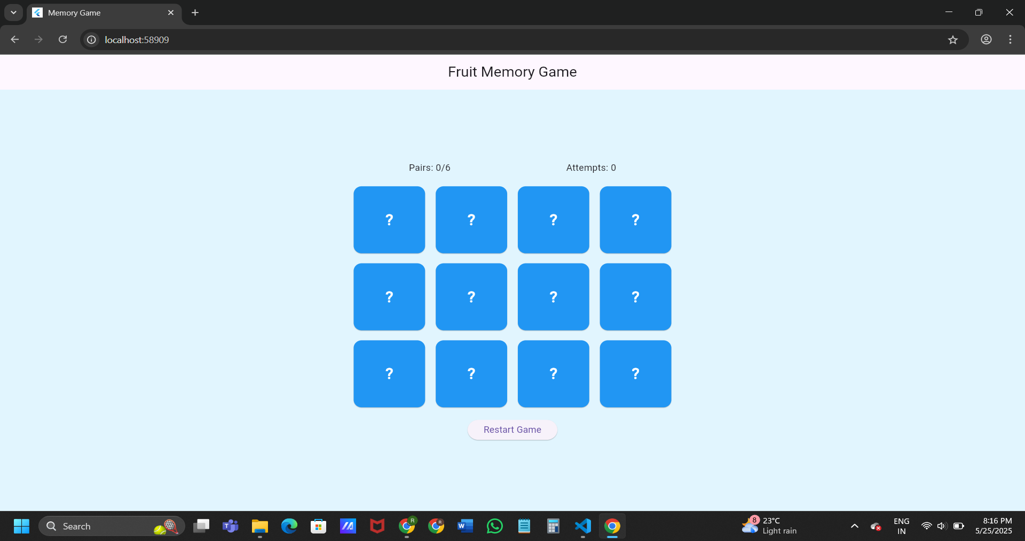 Memory Game
localhost:58909
Fruit Memory Game
Pairs: 0/6 Attempts: 0
? ? ? ?
? ? ? ?
? ? ? ?
Restart Game
Search
8
23°C
Light rain
ENG
IN
8:16 PM
5/25/2025